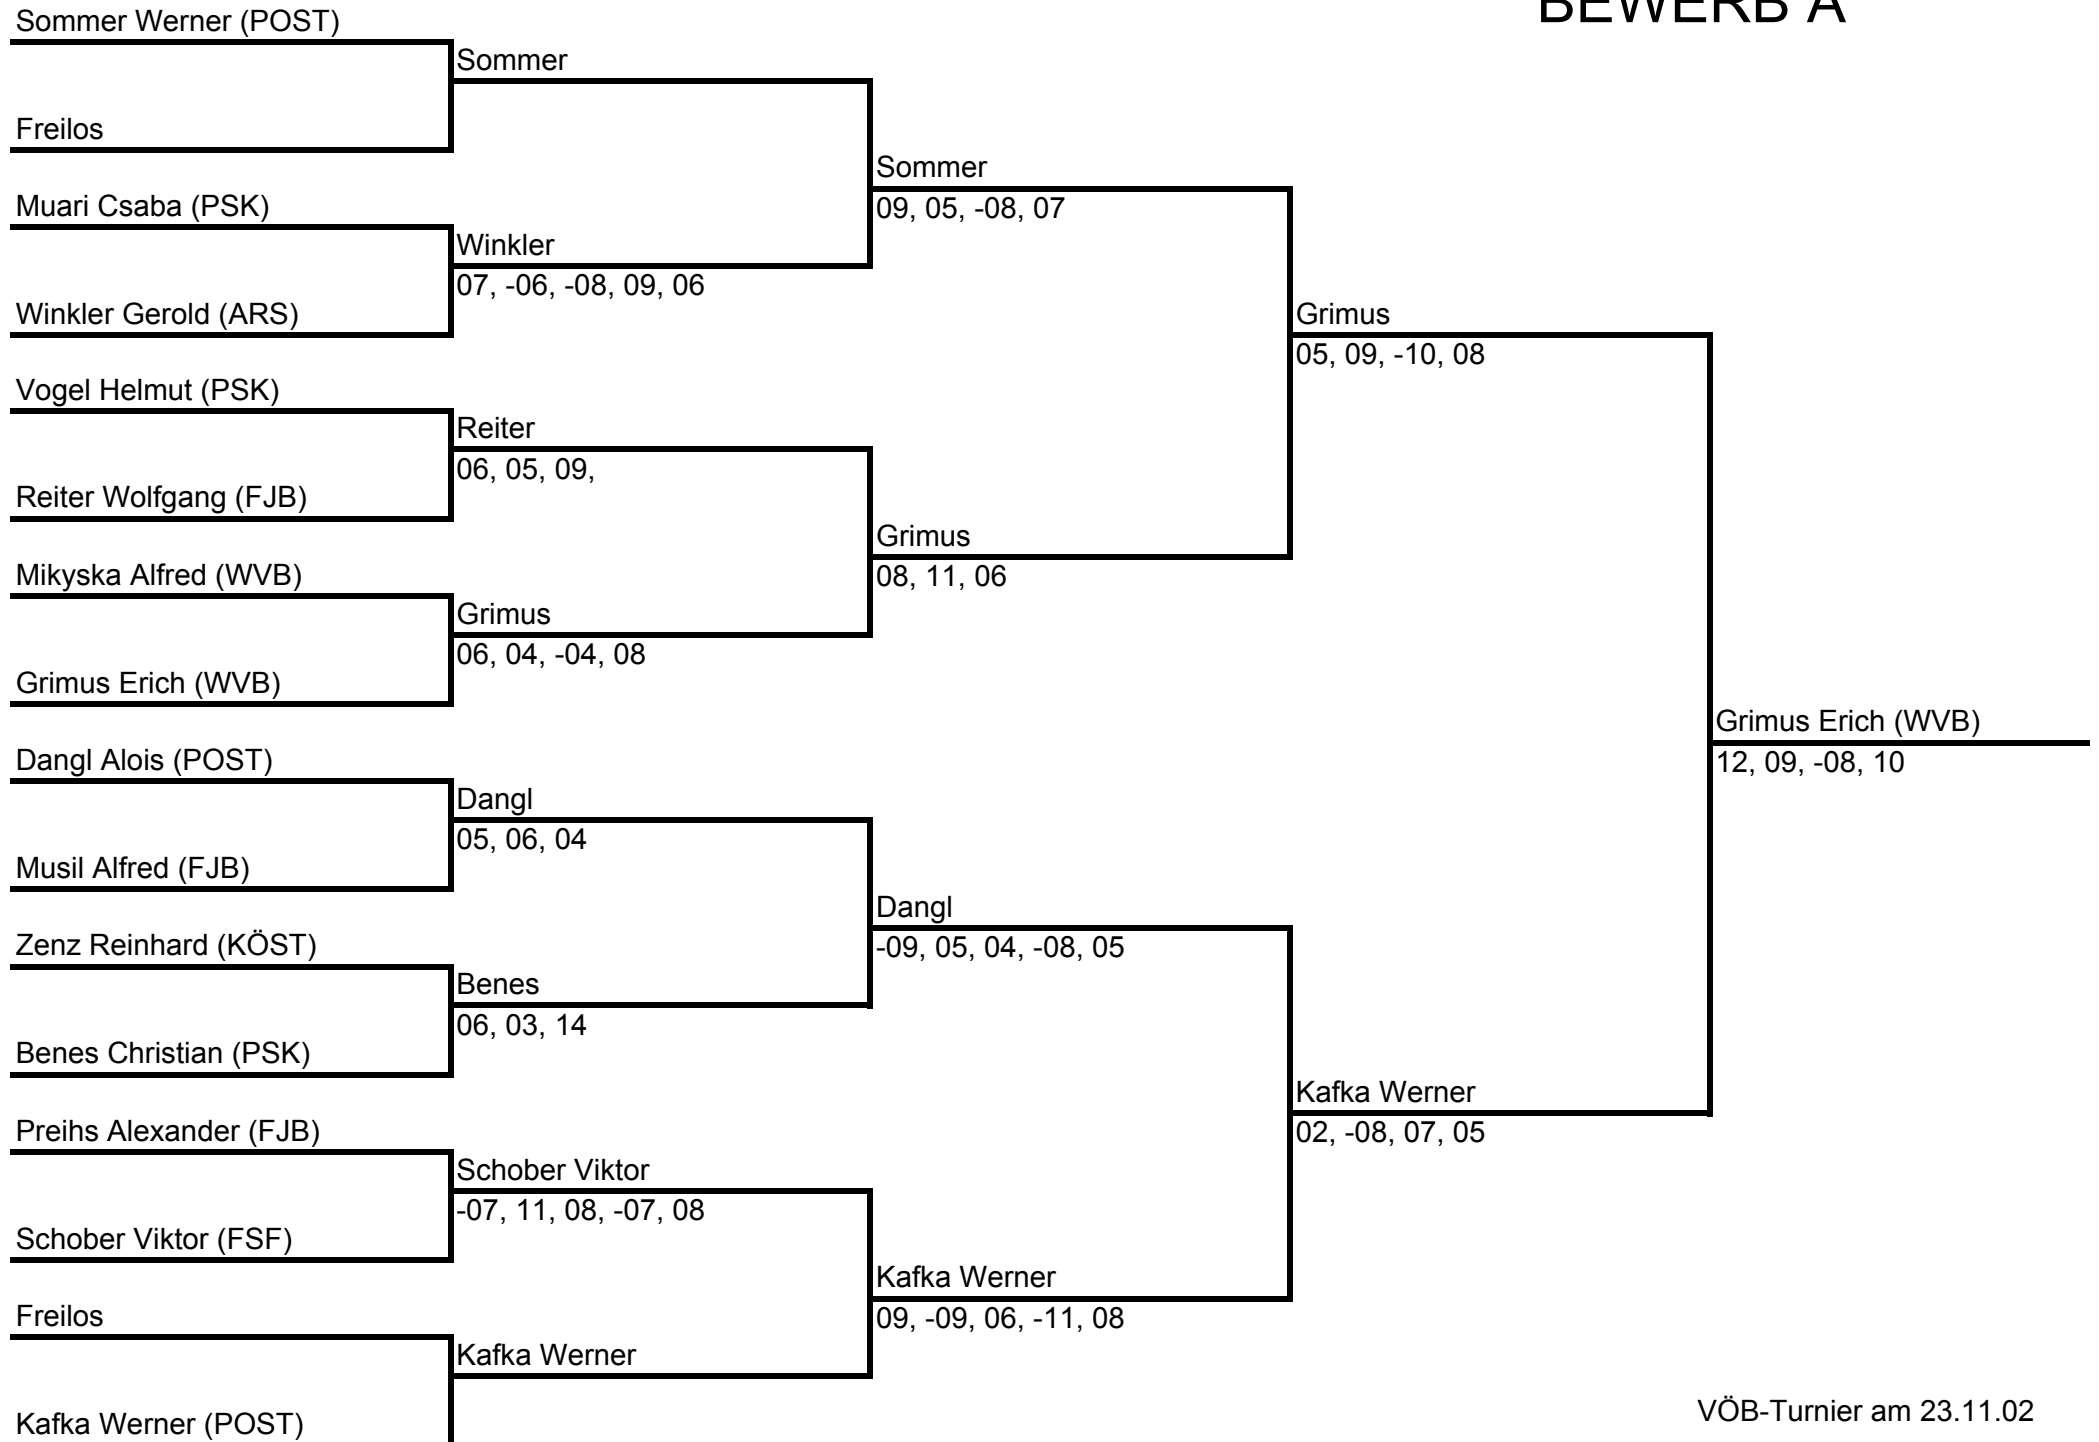 BEWERB A
Sommer Werner (POST)
Sommer
Freilos
Sommer
09, 05, -08, 07
Muari Csaba (PSK)
Winkler
07, -06, -08, 09, 06
Winkler Gerold (ARS)
Grimus
05, 09, -10, 08
Vogel Helmut (PSK)
Reiter
06, 05, 09,
Reiter Wolfgang (FJB)
Grimus
08, 11, 06
Mikyska Alfred (WVB)
Grimus
06, 04, -04, 08
Grimus Erich (WVB)
Grimus Erich (WVB)
12, 09, -08, 10
Dangl Alois (POST)
Dangl
05, 06, 04
Musil Alfred (FJB)
Dangl
-09, 05, 04, -08, 05
Zenz Reinhard (KÖST)
Benes
06, 03, 14
Benes Christian (PSK)
Kafka Werner
02, -08, 07, 05
Preihs Alexander (FJB)
Schober Viktor
-07, 11, 08, -07, 08
Schober Viktor (FSF)
Kafka Werner
09, -09, 06, -11, 08
Freilos
Kafka Werner
Kafka Werner (POST)
VÖB-Turnier am 23.11.02